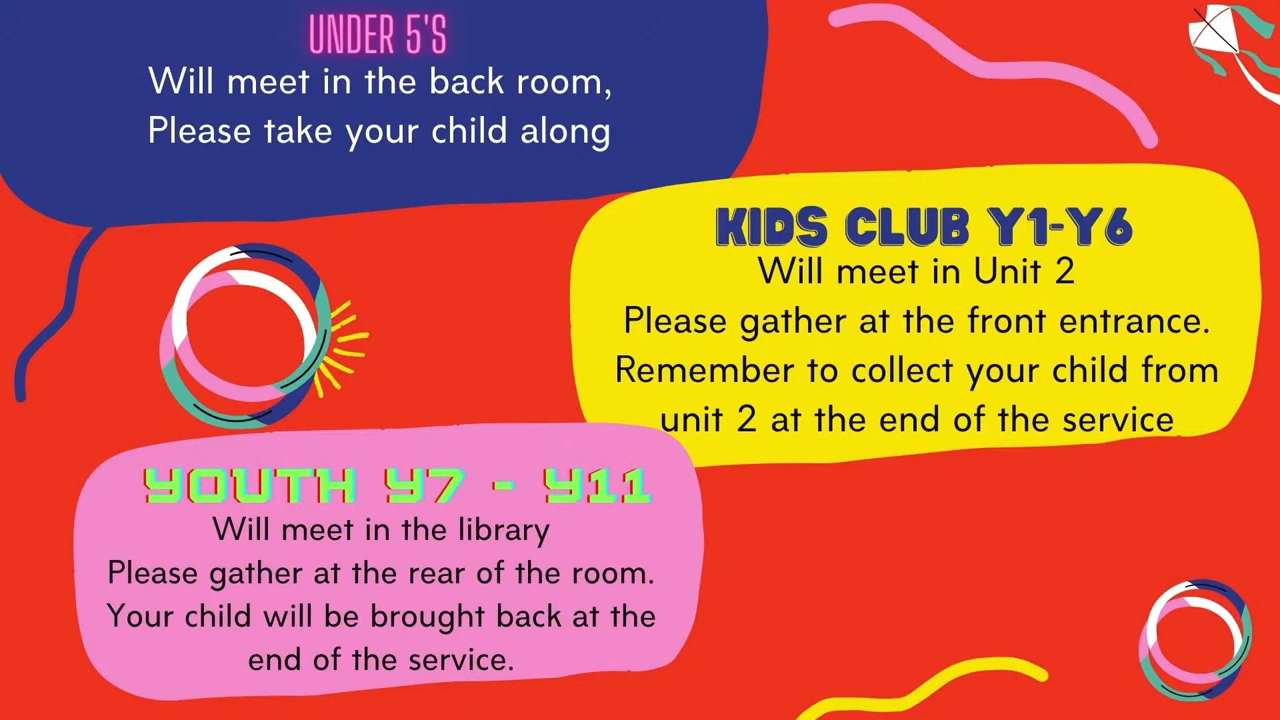 UNDER 5'S
Will meet in the back room,
Please take your child along
KIDS CLUB Y1-Y6
Will meet in Unit 2
Please gather at the front entrance.
Remember to collect your child from
unit 2 at the end of the service
YOUTH Y7 - Y11
Will meet in the library
Please gather at the rear of the room.
Your child will be brought back at the
end of the service.